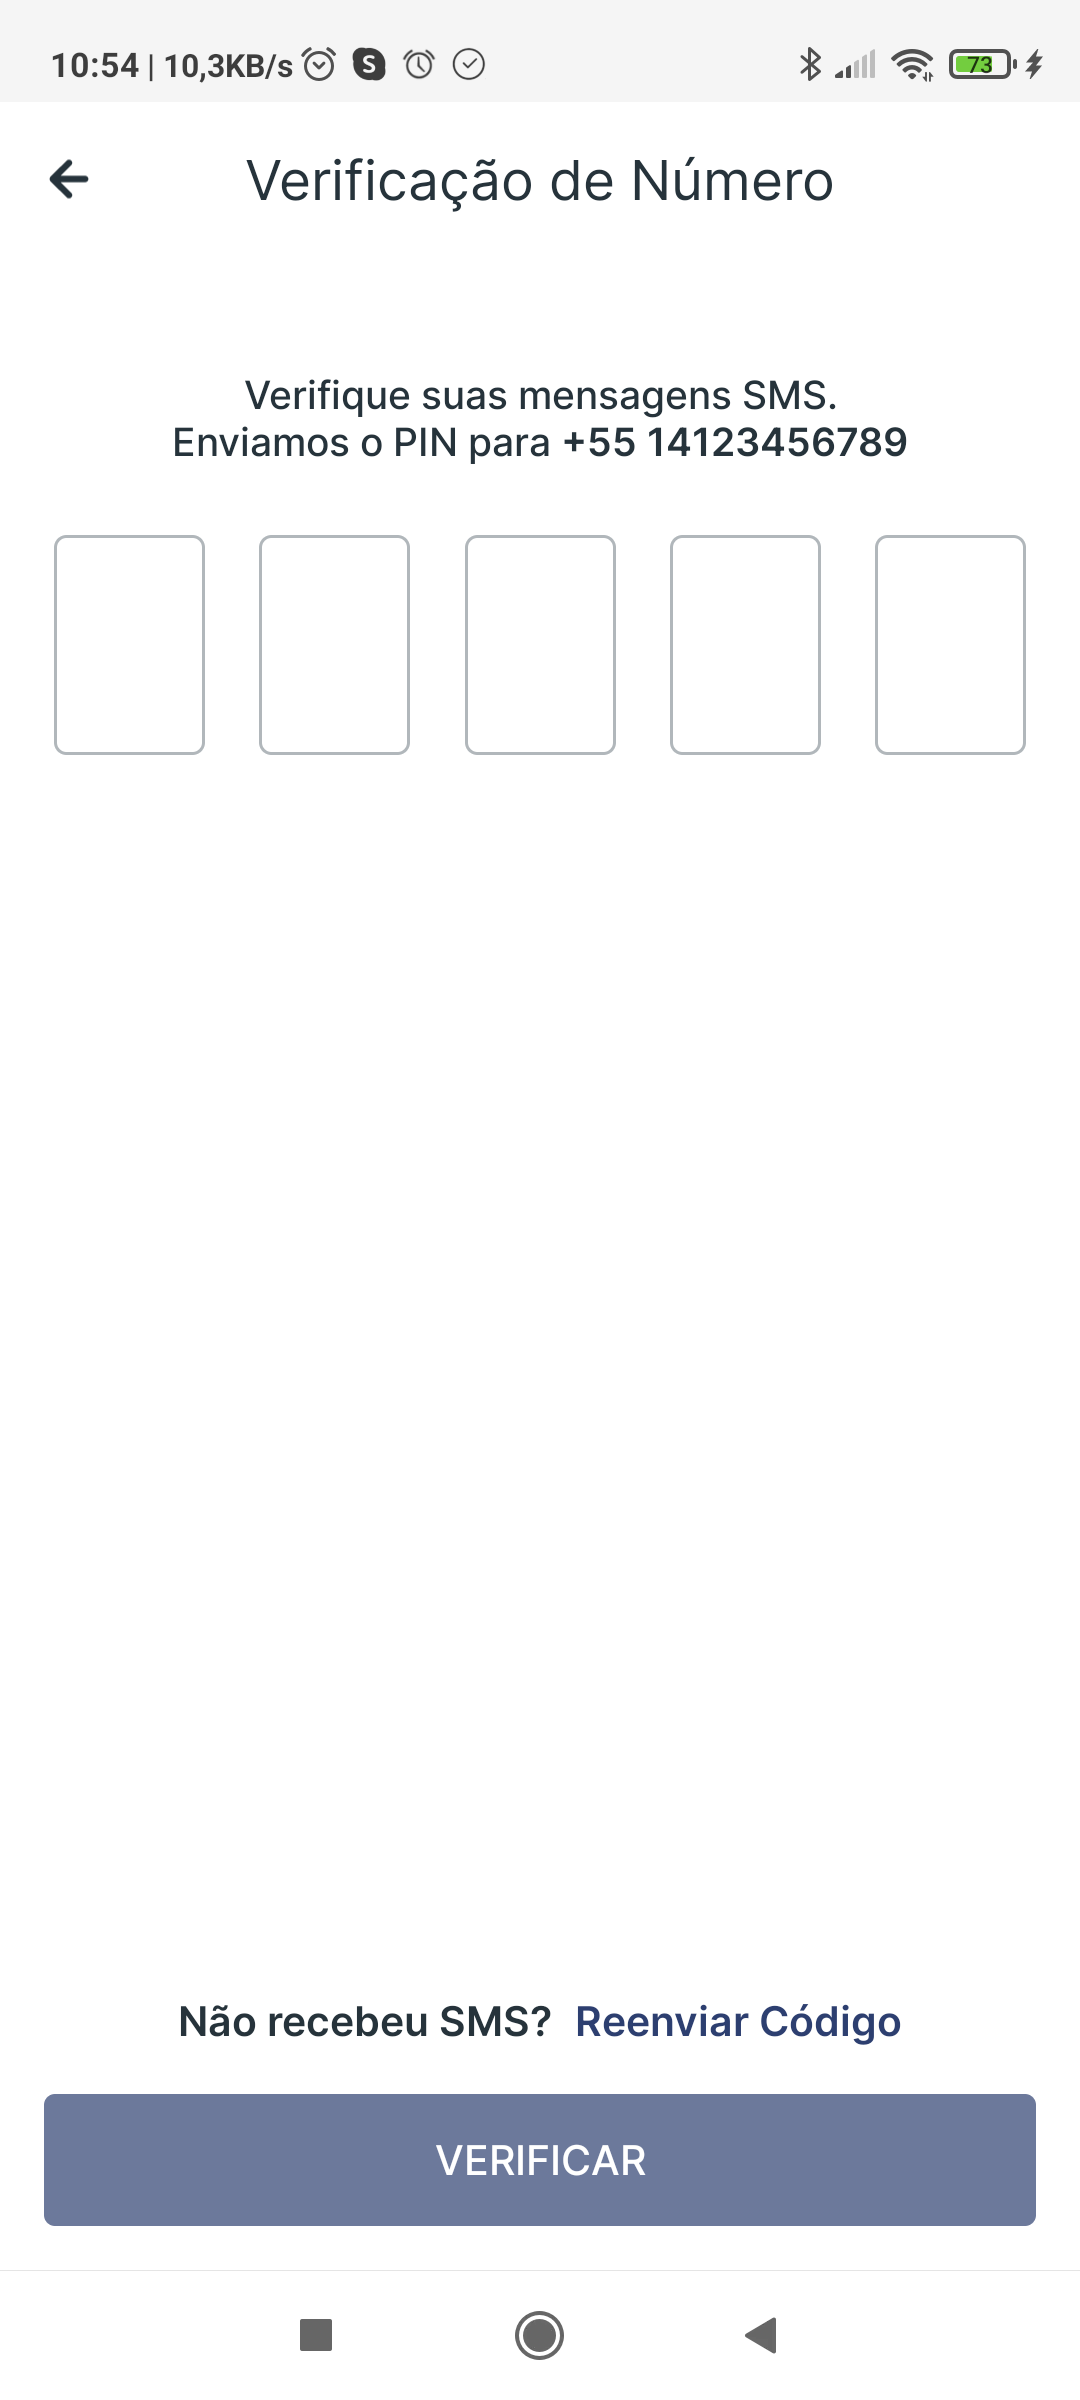 10:54 | 10,3KB/s
73
Verificação de Número
Verifique suas mensagens SMS.
Enviamos o PIN para +55 14123456789
Não recebeu SMS? Reenviar Código
VERIFICAR